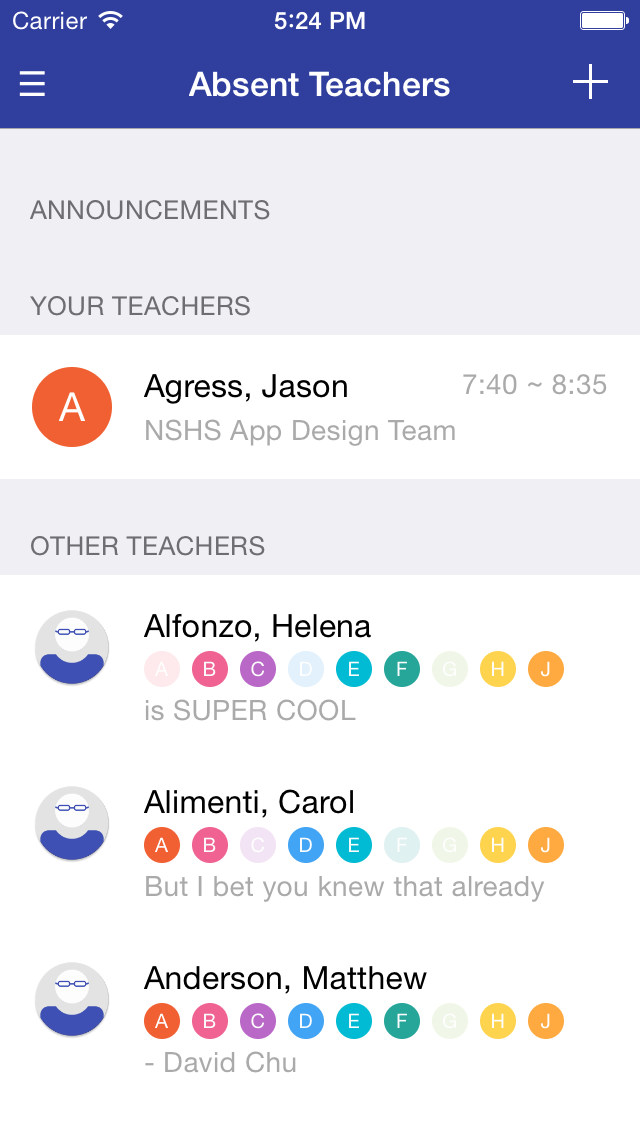 Carrier 5:24 PM
Absent Teachers
ANNOUNCEMENTS
YOUR TEACHERS
A Agress, Jason 7:40 ~ 8:35
NSHS App Design Team
OTHER TEACHERS
Alfonzo, Helena
A B C D E F G H J
is SUPER COOL
Alimenti, Carol
A B C D E F G H J
But I bet you knew that already
Anderson, Matthew
A B C D E F G H J
- David Chu